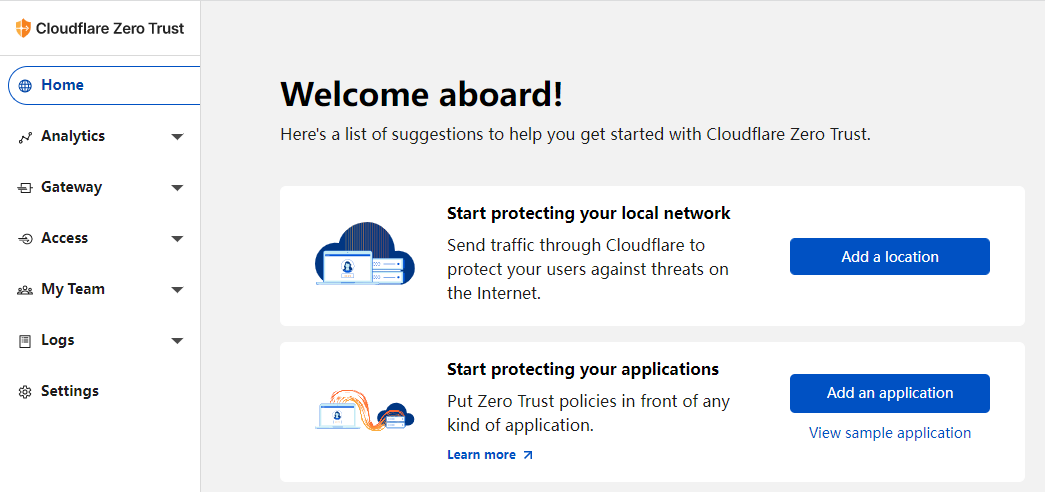 Cloudflare Zero Trust
Home
Analytics
Gateway
Access
My Team
Logs
Settings
Welcome aboard!
Here's a list of suggestions to help you get started with Cloudflare Zero Trust.
Start protecting your local network
Send traffic through Cloudflare to
protect your users against threats on
the Internet.
Add a location
Start protecting your applications
Put Zero Trust policies in front of any
kind of application.
Learn more
Add an application
View sample application